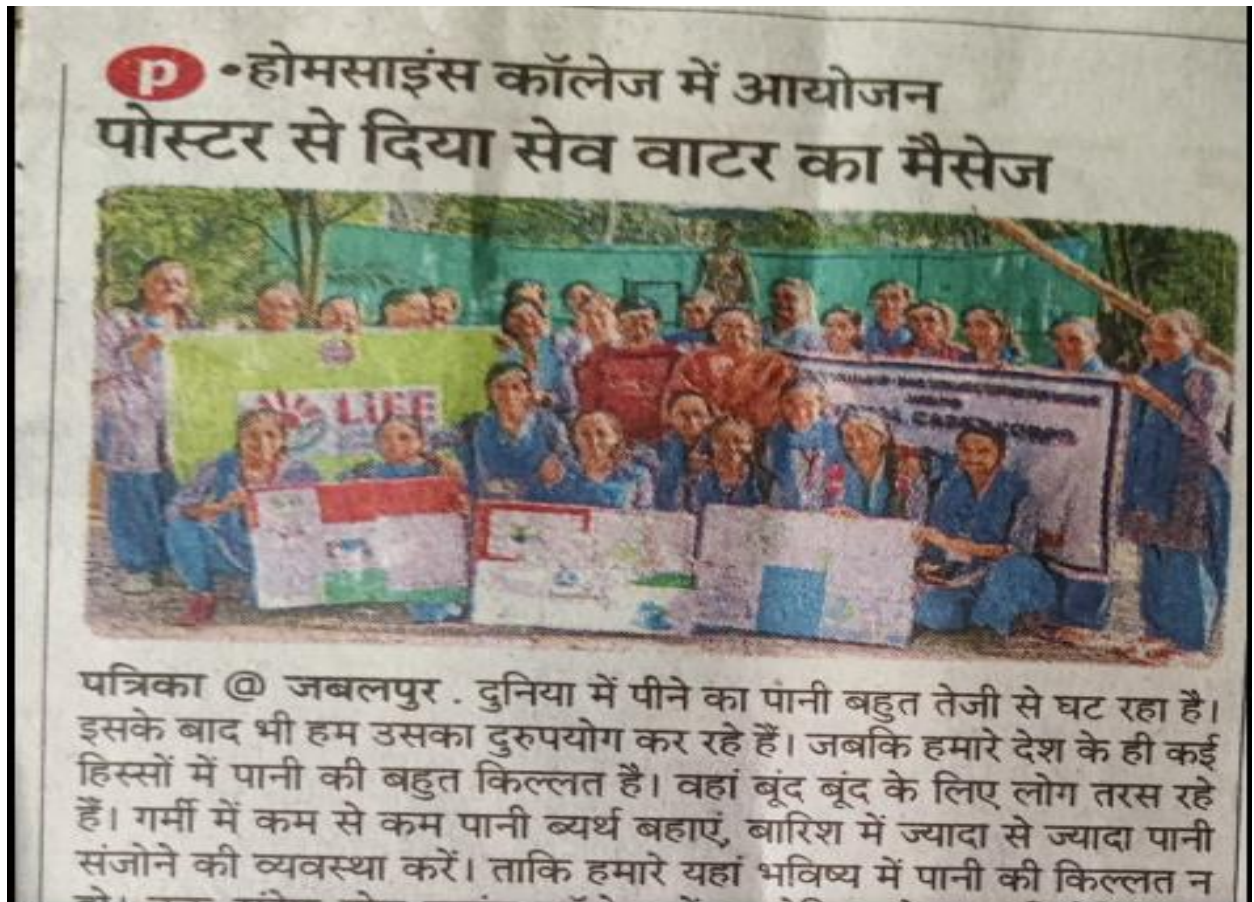 p •होमसाइंस कॉलेज में आयोजन
पोस्टर से दिया सेव वाटर का मैसेज
LiFE
पत्रिका @ जबलपुर . दुनिया में पीने का पानी बहुत तेजी से घट रहा है।
इसके बाद भी हम उसका दुरुपयोग कर रहे हैं। जबकि हमारे देश के ही कई
हिस्सों में पानी की बहुत किल्लत है। वहां बूंद बूंद के लिए लोग तरस रहे
हैं। गर्मी में कम से कम पानी ब्यर्थ बहाएं, बारिश में ज्यादा से ज्यादा पानी
संजोने की व्यवस्था करें। ताकि हमारे यहां भविष्य में पानी की किल्लत न